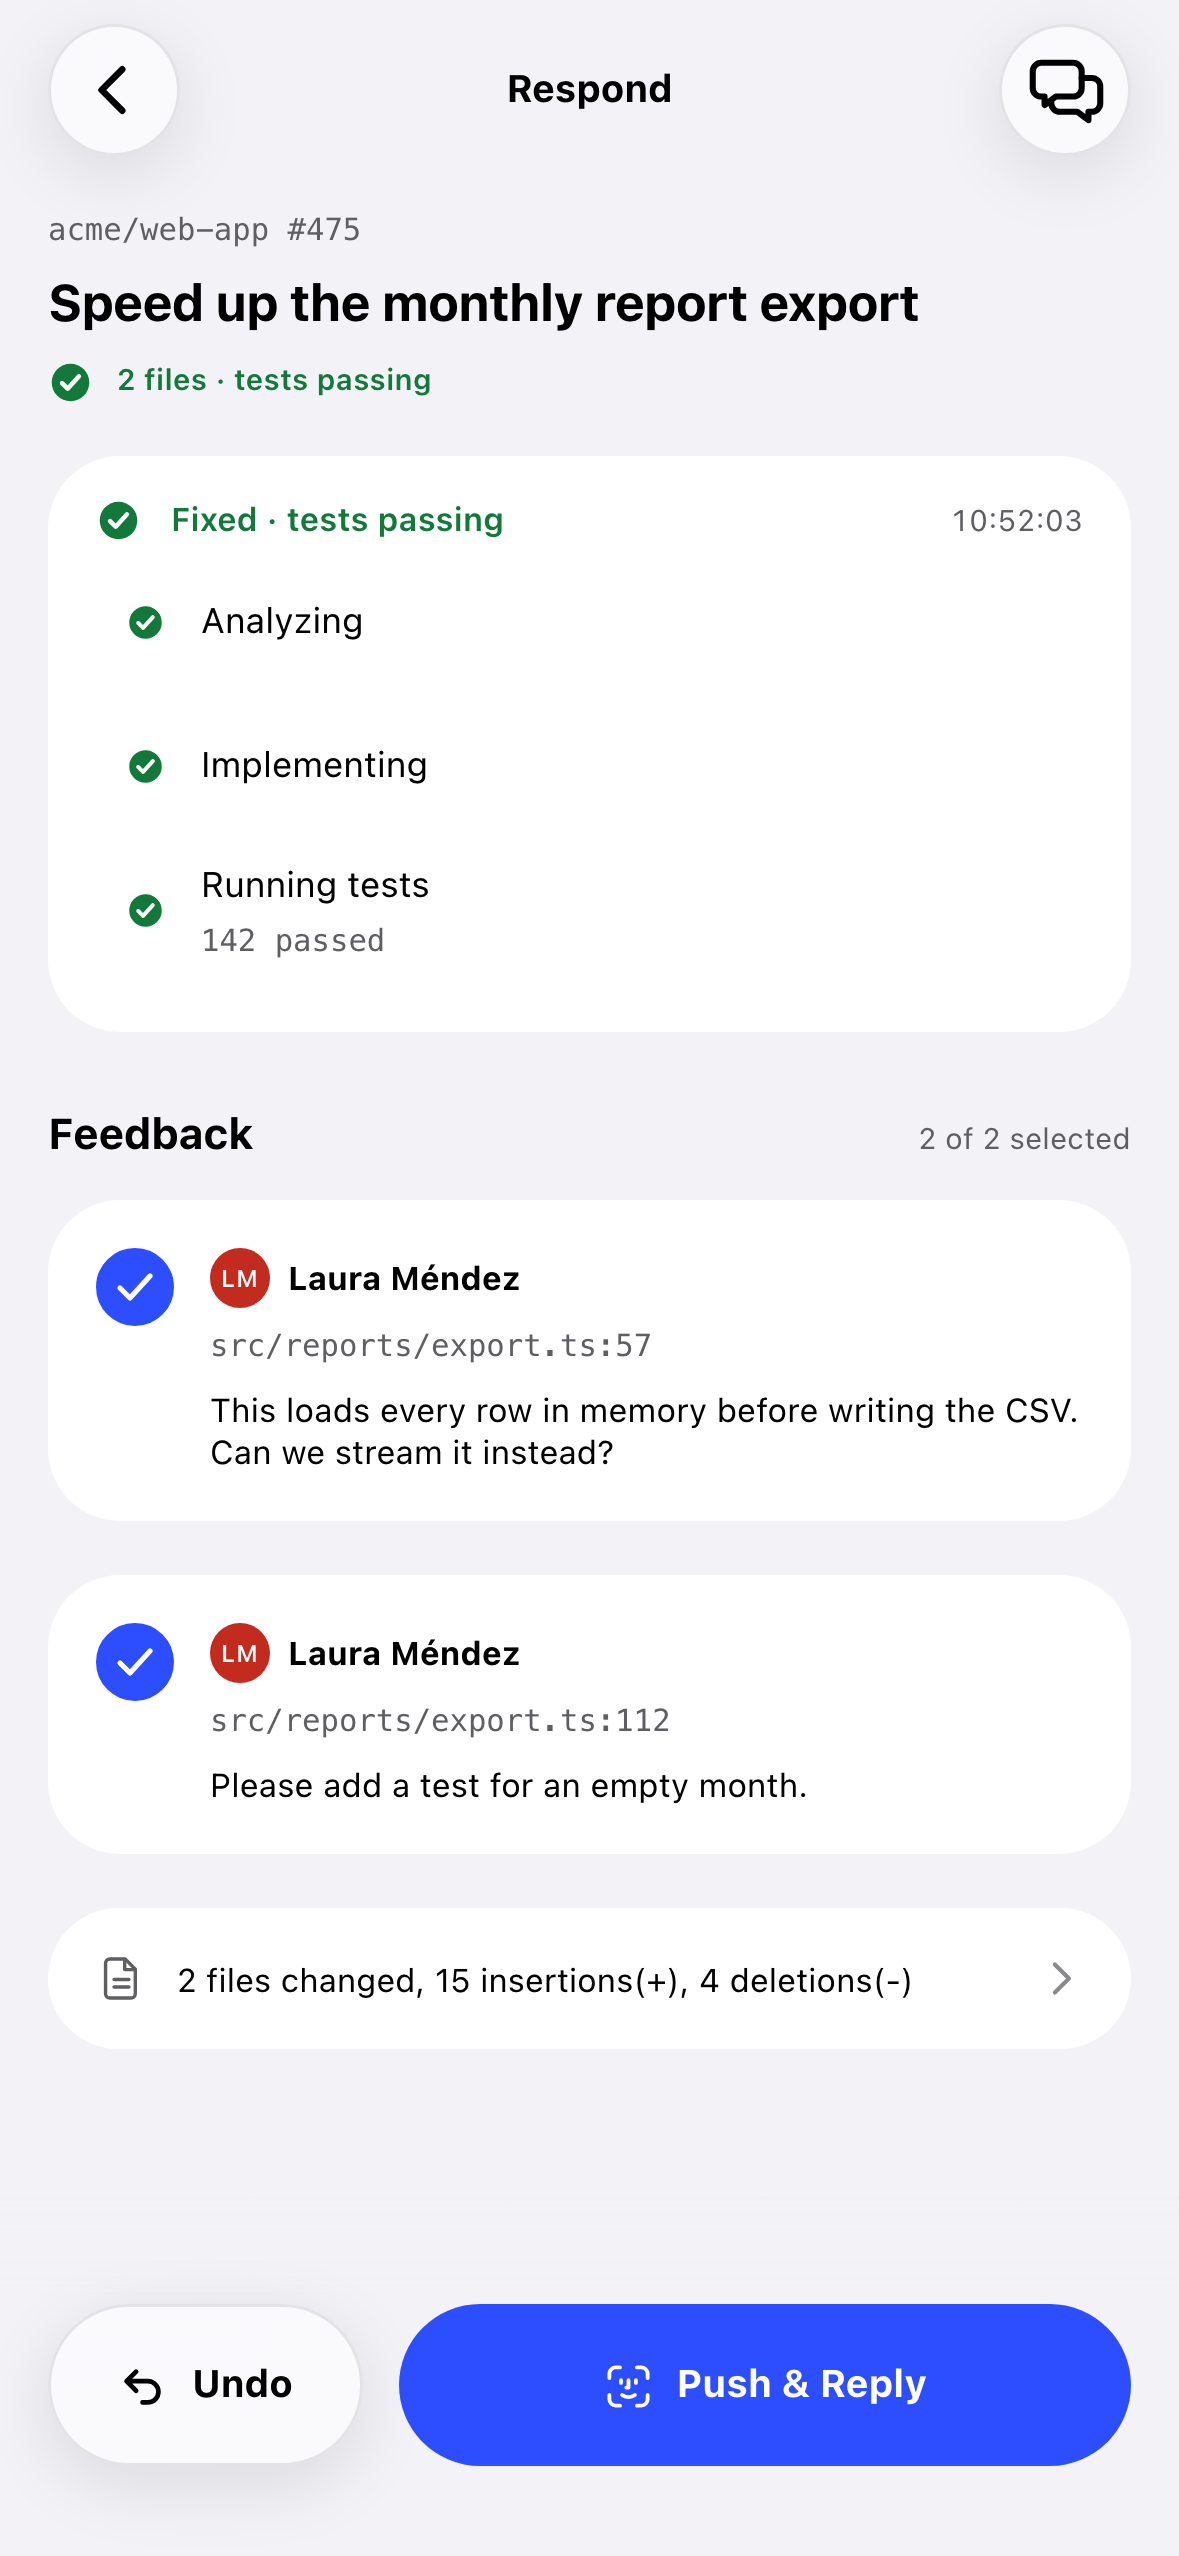 Respond
acme/web-app #475
Speed up the monthly report export
2 files · tests passing
Fixed · tests passing
10:52:03
Analyzing
Implementing
Running tests
142 passed
Feedback
2 of 2 selected
LM
Laura Méndez
src/reports/export.ts:57
This loads every row in memory before writing the CSV.
Can we stream it instead?
LM
Laura Méndez
src/reports/export.ts:112
Please add a test for an empty month.
2 files changed, 15 insertions(+), 4 deletions(-)
Undo
Push & Reply